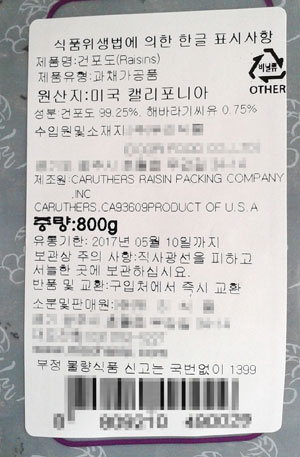 식품위생법에 의한 한글 표시사항
제품명:건포도(Raisins)
제품유형:과채가공품
비닐류
OTHER
원산지:미국 캘리포니아
성분 건포도 99.25%, 해바라기씨유 0.75%
수입원및소재지
제조원:CARUTHERS RAISIN PACKING COMPANY
,INC
CARUTHERS,CA93609PRODUCT OF U.S.A
중량:800g
유통기한: 2017년 05월 10일까지
보관상 주의 사항:직사광선을 피하고
서늘한 곳에 보관하십시요.
반품 및 교환:구입처에서 즉시 교환
소분및판매원:
부정 불량식품 신고는 국번없이 1399